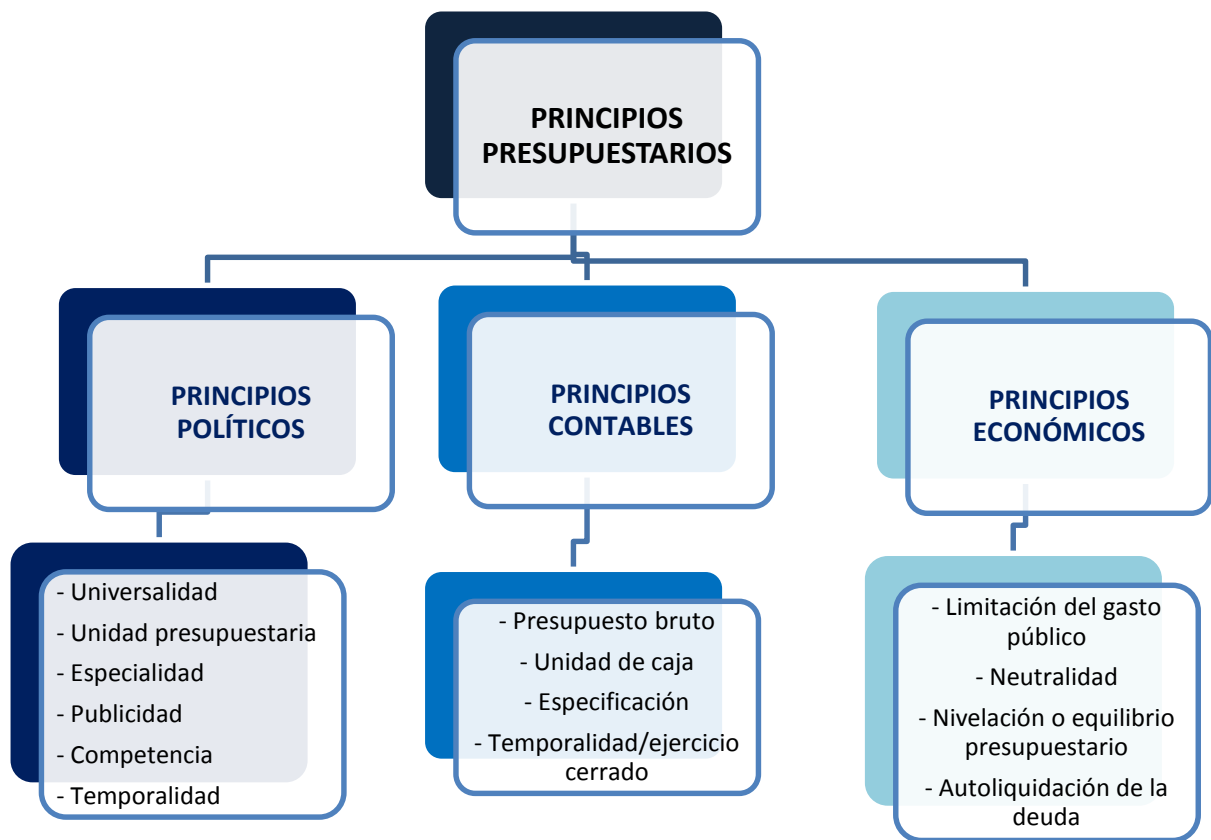 PRINCIPIOS
PRESUPUESTARIOS
PRINCIPIOS
POLÍTICOS
PRINCIPIOS
CONTABLES
PRINCIPIOS
ECONÓMICOS
- Universalidad
- Unidad presupuestaria
- Especialidad
- Publicidad
- Competencia
- Temporalidad
- Presupuesto bruto
- Unidad de caja
- Especificación
- Temporalidad/ejercicio
cerrado
- Limitación del gasto
público
- Neutralidad
- Nivelación o equilibrio
presupuestario
- Autoliquidación de la
deuda